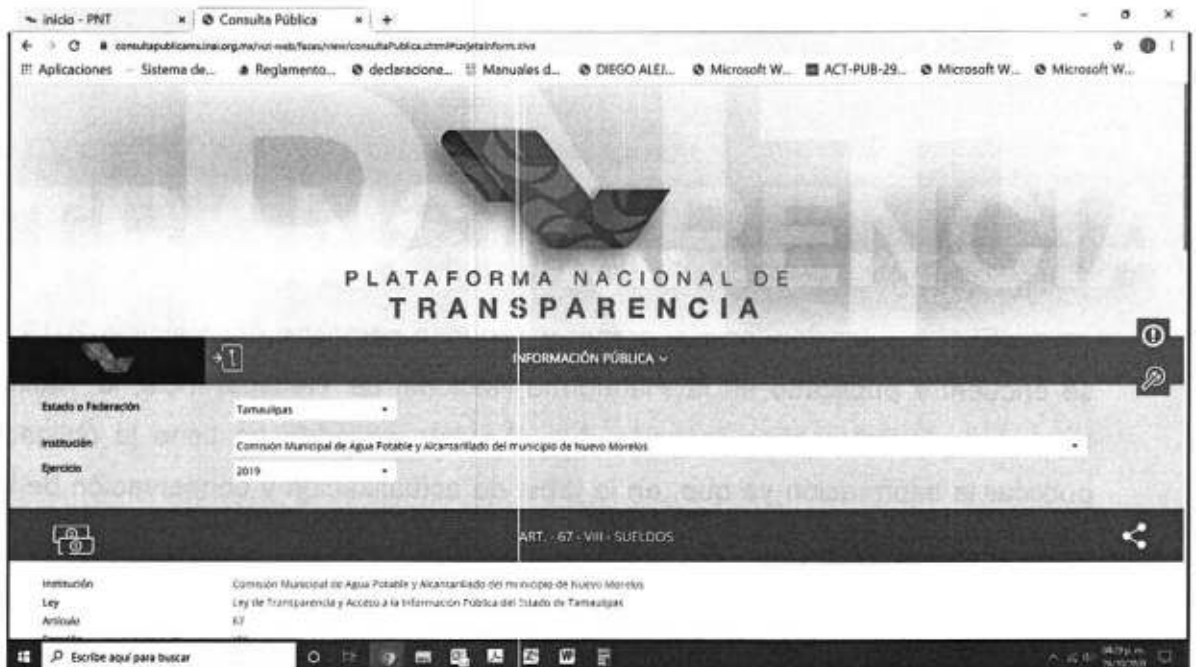 inicio - PNT
Consulta Pública
consultapublicamx.inai.org.mx/vut-web/faces/view/consultaPublica.xhtml#tarjetaInformativa
Aplicaciones
Sistema de...
Reglamento...
declaracione...
Manuales d...
DIEGO ALEJ...
Microsoft W...
ACT-PUB-29...
Microsoft W...
Microsoft W...
PLATAFORMA NACIONAL DE
TRANSPARENCIA
INFORMACIÓN PÚBLICA
Estado o Federación
Tamaulipas
Institución
Comisión Municipal de Agua Potable y Alcantarillado del municipio de Nuevo Morelos
Ejercicio
2019
ART. - 67 - VIII - SUELDOS
Institución
Comisión Municipal de Agua Potable y Alcantarillado del municipio de Nuevo Morelos
Ley
Ley de Transparencia y Acceso a la Información Pública del Estado de Tamaulipas
Artículo
67
Escribe aquí para buscar